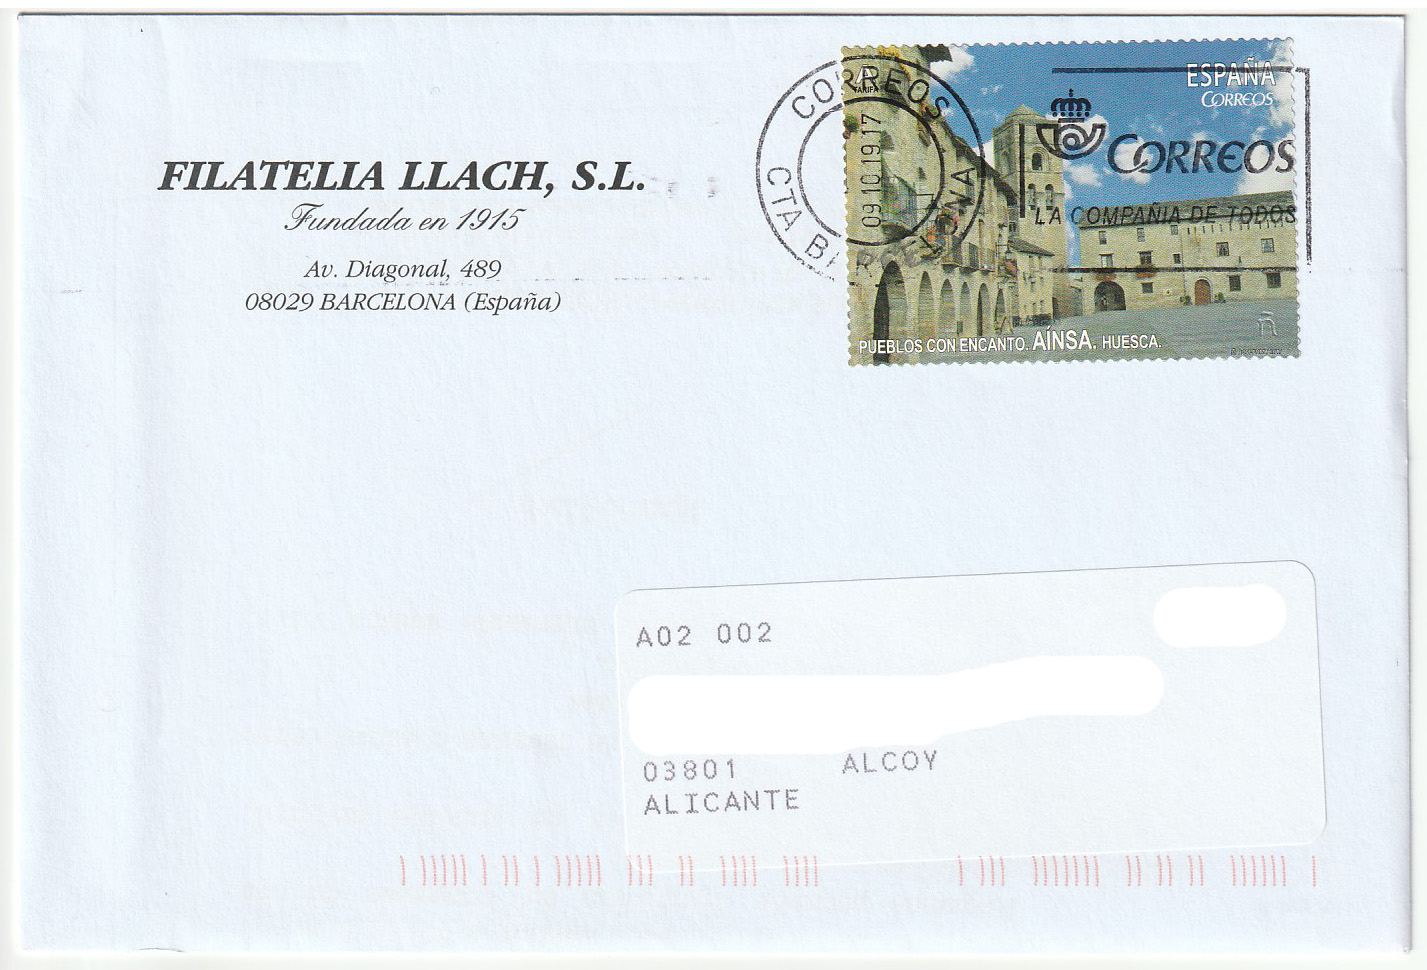 FILATELIA LLACH, S.L.
Fundada en 1915
Av. Diagonal, 489
08029 BARCELONA (España)
CORREOS
CTA BARCELONA
09 10 19 17
A
TARIFA
ESPAÑA
CORREOS
CORREOS
LA COMPAÑIA DE TODOS
PUEBLOS CON ENCANTO. AÍNSA. HUESCA.
A02 002
03801 ALCOY
ALICANTE